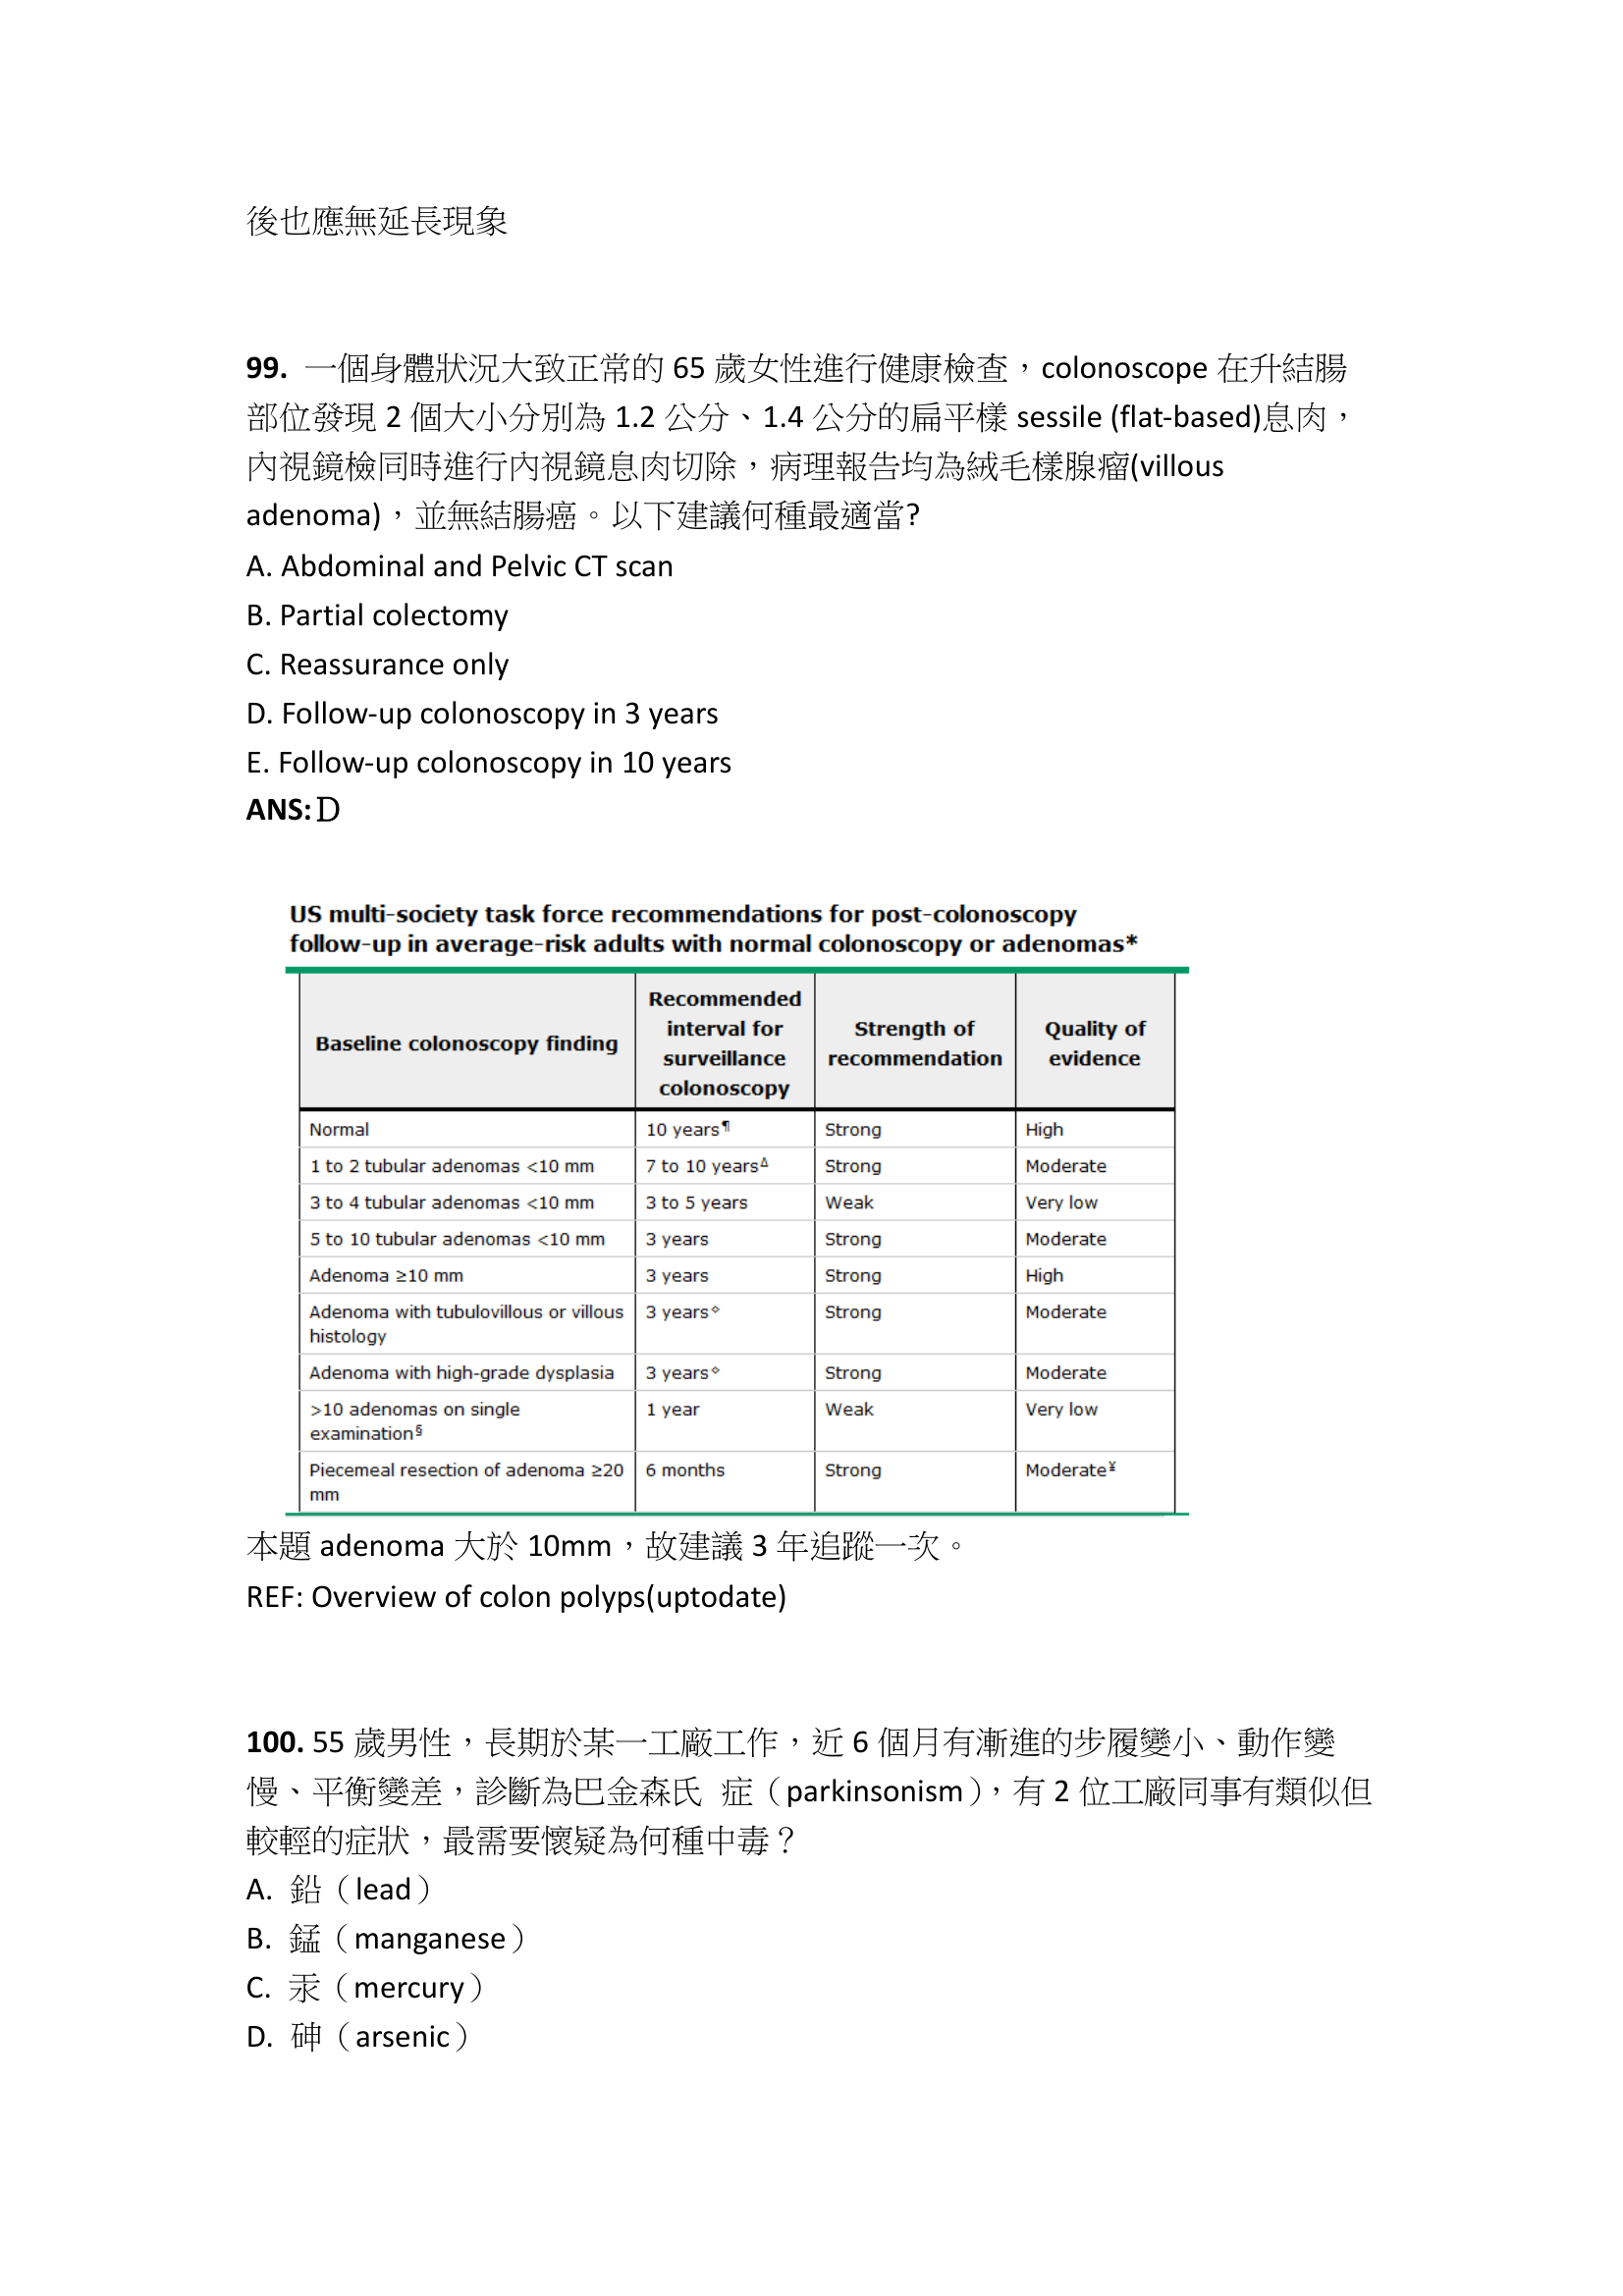 後也應無延長現象
99. 一個身體狀況大致正常的 65 歲女性進行健康檢查，colonoscope 在升結腸
部位發現 2 個大小分別為 1.2 公分、1.4 公分的扁平樣 sessile (flat-based)息肉，
內視鏡檢同時進行內視鏡息肉切除，病理報告均為絨毛樣腺瘤(villous
adenoma)，並無結腸癌。以下建議何種最適當?
A. Abdominal and Pelvic CT scan
B. Partial colectomy
C. Reassurance only
D. Follow-up colonoscopy in 3 years
E. Follow-up colonoscopy in 10 years
ANS:D
US multi-society task force recommendations for post-colonoscopy
follow-up in average-risk adults with normal colonoscopy or adenomas*
Baseline colonoscopy finding
Recommended
interval for
surveillance
colonoscopy
Strength of
recommendation
Quality of
evidence
Normal 10 years¶ Strong High
1 to 2 tubular adenomas <10 mm 7 to 10 yearsΔ Strong Moderate
3 to 4 tubular adenomas <10 mm 3 to 5 years Weak Very low
5 to 10 tubular adenomas <10 mm 3 years Strong Moderate
Adenoma ≥10 mm 3 years Strong High
Adenoma with tubulovillous or villous 3 years◇ Strong Moderate
histology
Adenoma with high-grade dysplasia 3 years◇ Strong Moderate
>10 adenomas on single 1 year Weak Very low
examination§
Piecemeal resection of adenoma ≥20 6 months Strong Moderate¥
mm
本題 adenoma 大於 10mm，故建議 3 年追蹤一次。
REF: Overview of colon polyps(uptodate)
100. 55 歲男性，長期於某一工廠工作，近 6 個月有漸進的步履變小、動作變
慢、平衡變差，診斷為巴金森氏 症（parkinsonism），有 2 位工廠同事有類似但
較輕的症狀，最需要懷疑為何種中毒？
A. 鉛（lead）
B. 錳（manganese）
C. 汞（mercury）
D. 砷（arsenic）